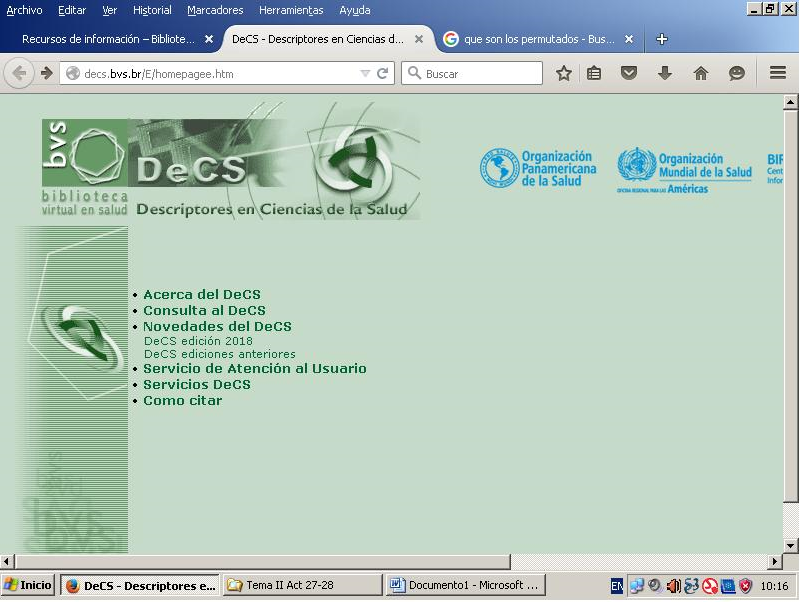 Archivo Editar Ver Historial Marcadores Herramientas Ayuda
Recursos de información – Bibliote... DeCS - Descriptores en Ciencias d... que son los permutados - Bus...
decs.bvs.br/E/homepagee.htm Buscar
bvs
biblioteca
virtual en salud
DeCS
Descriptores en Ciencias de la Salud
Organización
Panamericana
de la Salud
Organización
Mundial de la Salud
OFICINA REGIONAL PARA LAS Américas
BIR
Cent
Infor
• Acerca del DeCS
• Consulta al DeCS
• Novedades del DeCS
DeCS edición 2018
DeCS ediciones anteriores
• Servicio de Atención al Usuario
• Servicios DeCS
• Como citar
bvs
Inicio DeCS - Descriptores e... Tema II Act 27-28 Documento1 - Microsoft ... EN 10:16